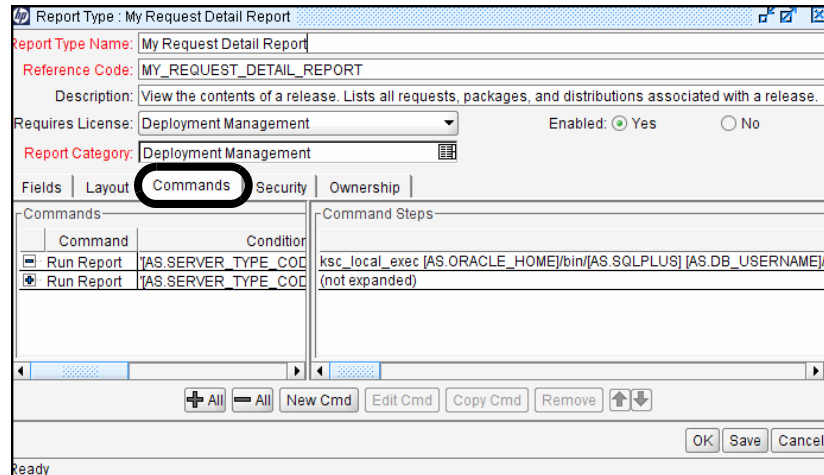 hp Report Type : My Request Detail Report
Report Type Name: My Request Detail Report
Reference Code: MY_REQUEST_DETAIL_REPORT
Description: View the contents of a release. Lists all requests, packages, and distributions associated with a release.
Requires License: Deployment Management Enabled: Yes No
Report Category: Deployment Management
Fields Layout Commands Security Ownership
Commands Command Steps
Command Condition
Run Report '[AS.SERVER_TYPE_COD ksc_local_exec [AS.ORACLE_HOME]/bin/[AS.SQLPLUS] [AS.DB_USERNAME]/
Run Report '[AS.SERVER_TYPE_COD (not expanded)
All All New Cmd Edit Cmd Copy Cmd Remove
OK Save Cancel
Ready